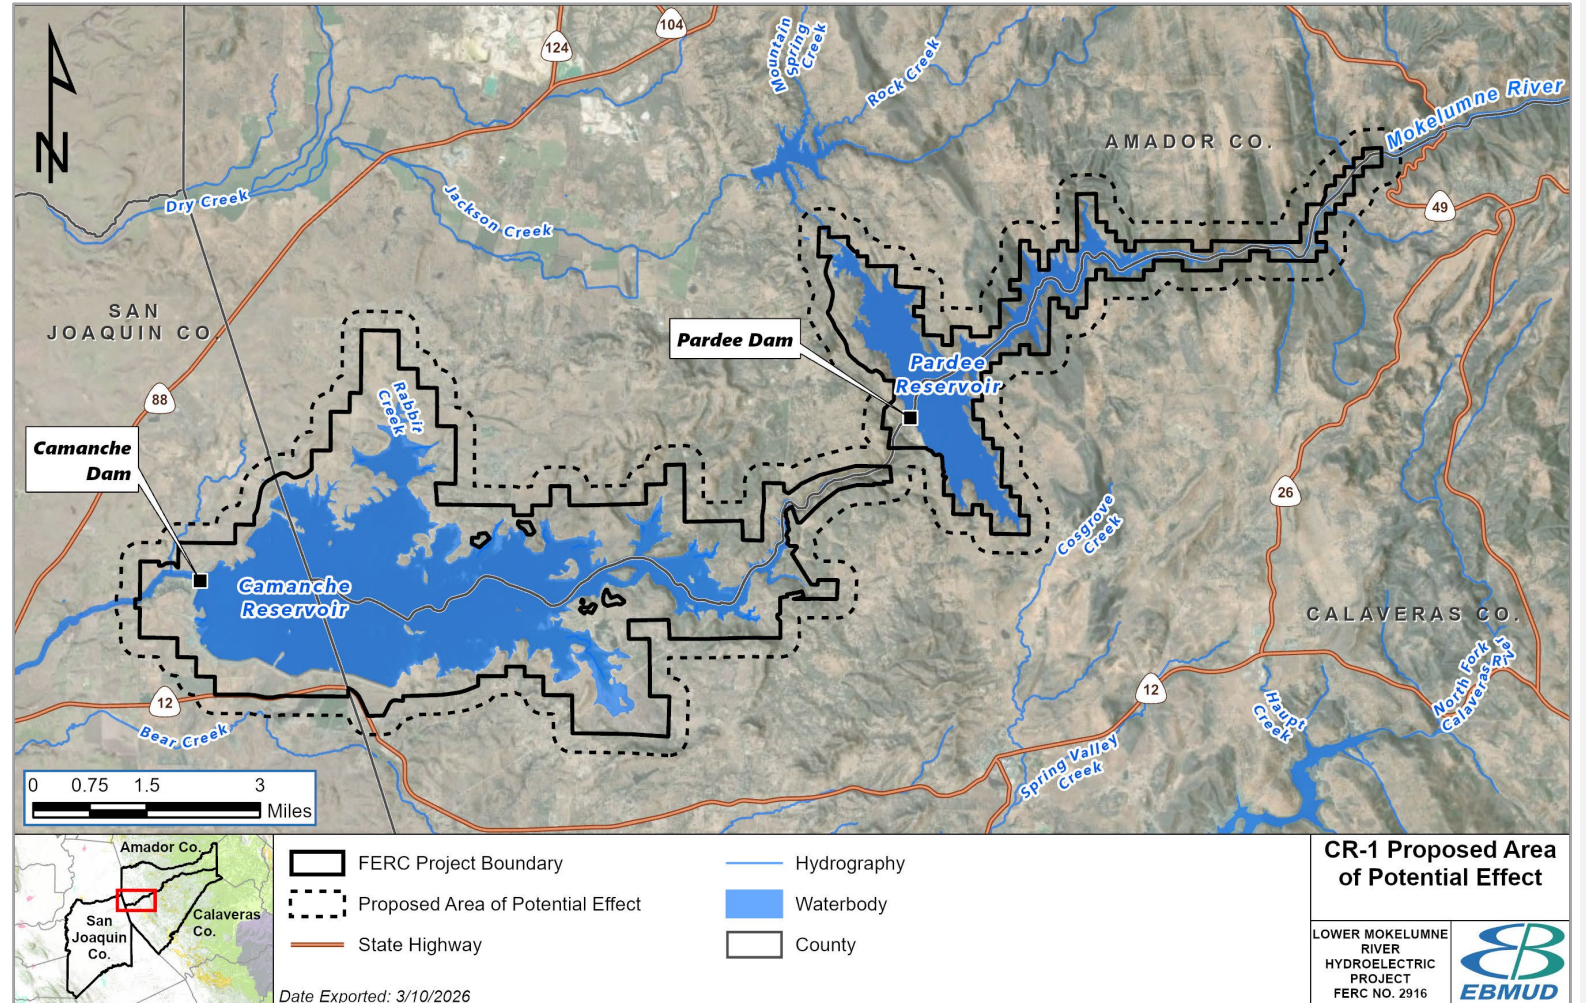 N
124
104
Mountain
Spring
Creek
Rock Creek
Mokelumne River
AMADOR CO.
Dry Creek
Jackson Creek
49
SAN
JOAQUIN CO.
Pardee Dam
Pardee
Reservoir
88
Rabbit
Creek
Camanche
Dam
26
Cosgrove
Creek
Camanche
Reservoir
CALAVERAS CO.
12
Bear Creek
12
North Fork
Calaveras River
Haupt
Creek
Spring Valley
Creek
0 0.75 1.5 3
Miles
Amador Co.
San
Joaquin
Co.
Calaveras
Co.
FERC Project Boundary
Proposed Area of Potential Effect
State Highway
Hydrography
Waterbody
County
Date Exported: 3/10/2026
CR-1 Proposed Area
of Potential Effect
LOWER MOKELUMNE
RIVER
HYDROELECTRIC
PROJECT
FERC NO. 2916
EBMUD